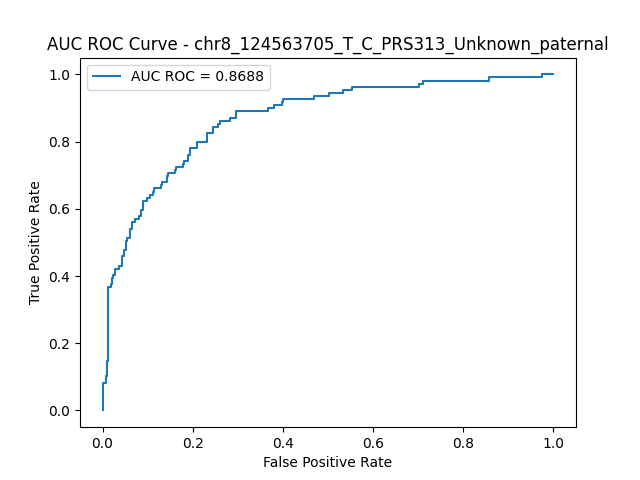 AUC ROC Curve - chr8_124563705_T_C_PRS313_Unknown_paternal
AUC ROC = 0.8688
True Positive Rate
1.0
0.8
0.6
0.4
0.2
0.0
0.0 0.2 0.4 0.6 0.8 1.0
False Positive Rate